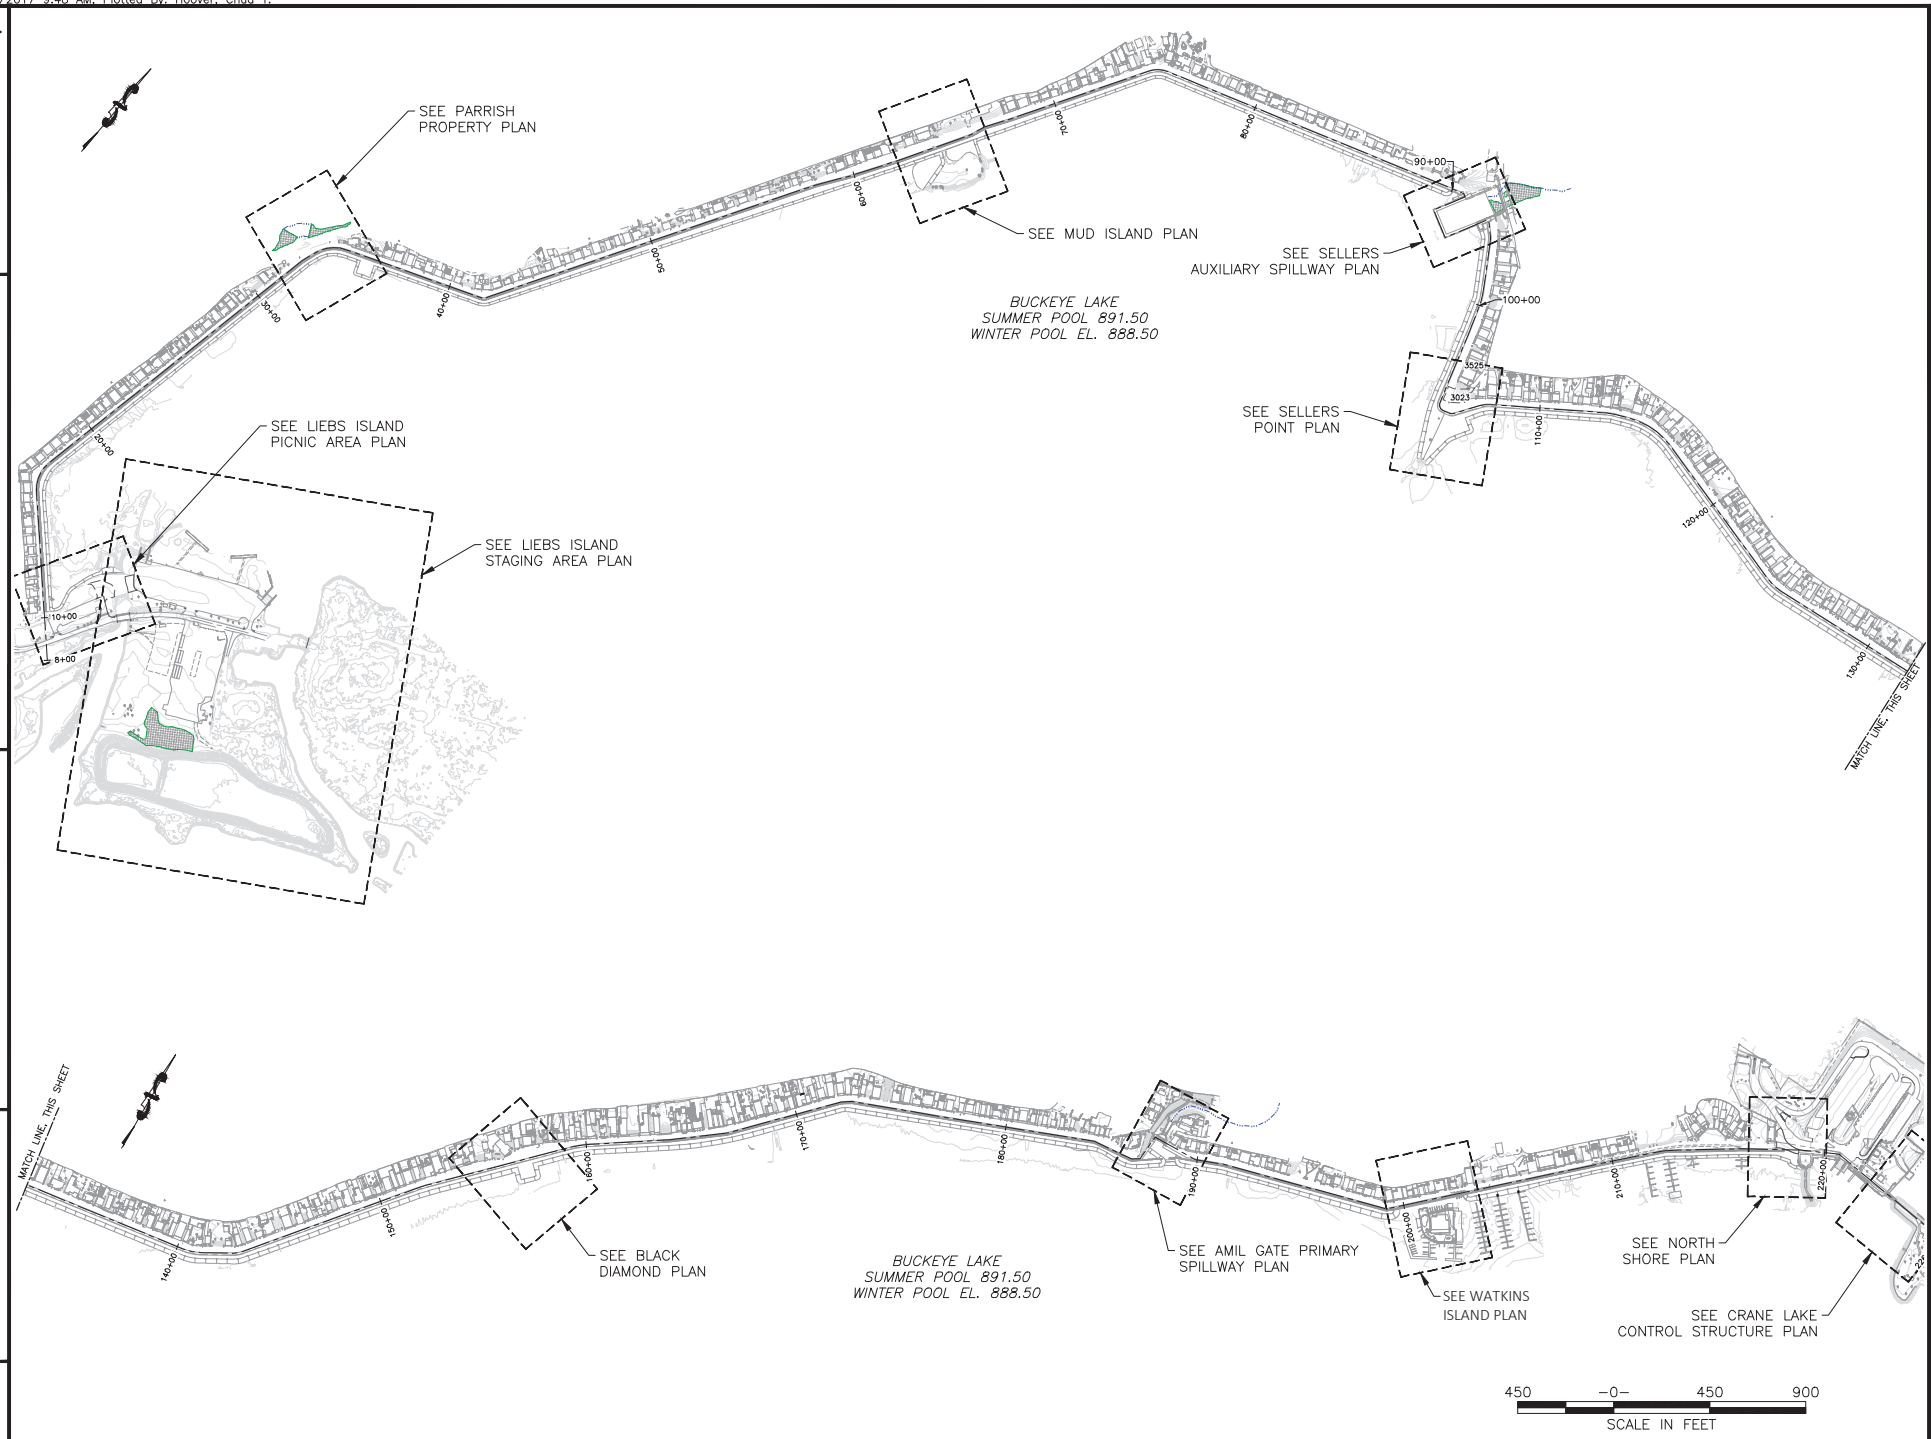 SEE PARRISH
PROPERTY PLAN
SEE MUD ISLAND PLAN
SEE SELLERS
AUXILIARY SPILLWAY PLAN
BUCKEYE LAKE
SUMMER POOL 891.50
WINTER POOL EL. 888.50
SEE SELLERS
POINT PLAN
SEE LIEBS ISLAND
PICNIC AREA PLAN
SEE LIEBS ISLAND
STAGING AREA PLAN
8+00
10+00
20+00
30+00
40+00
50+00
60+00
70+00
80+00
90+00
100+00
3525
3023
110+00
120+00
130+00
MATCH LINE, THIS SHEET
MATCH LINE, THIS SHEET
140+00
150+00
160+00
170+00
180+00
190+00
200+00
210+00
220+00
SEE BLACK
DIAMOND PLAN
BUCKEYE LAKE
SUMMER POOL 891.50
WINTER POOL EL. 888.50
SEE AMIL GATE PRIMARY
SPILLWAY PLAN
SEE WATKINS
ISLAND PLAN
SEE NORTH
SHORE PLAN
SEE CRANE LAKE
CONTROL STRUCTURE PLAN
450 -0- 450 900
SCALE IN FEET